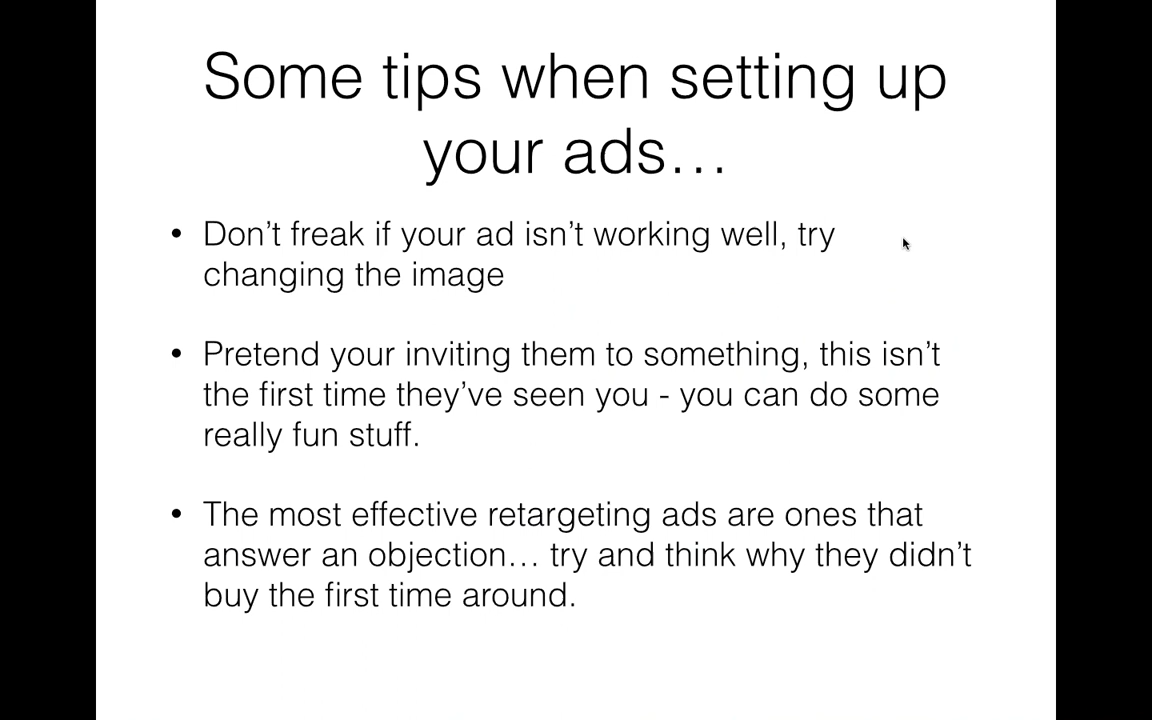 Some tips when setting up
your ads…
• Don’t freak if your ad isn’t working well, try
changing the image
• Pretend your inviting them to something, this isn’t
the first time they’ve seen you - you can do some
really fun stuff.
• The most effective retargeting ads are ones that
answer an objection… try and think why they didn’t
buy the first time around.